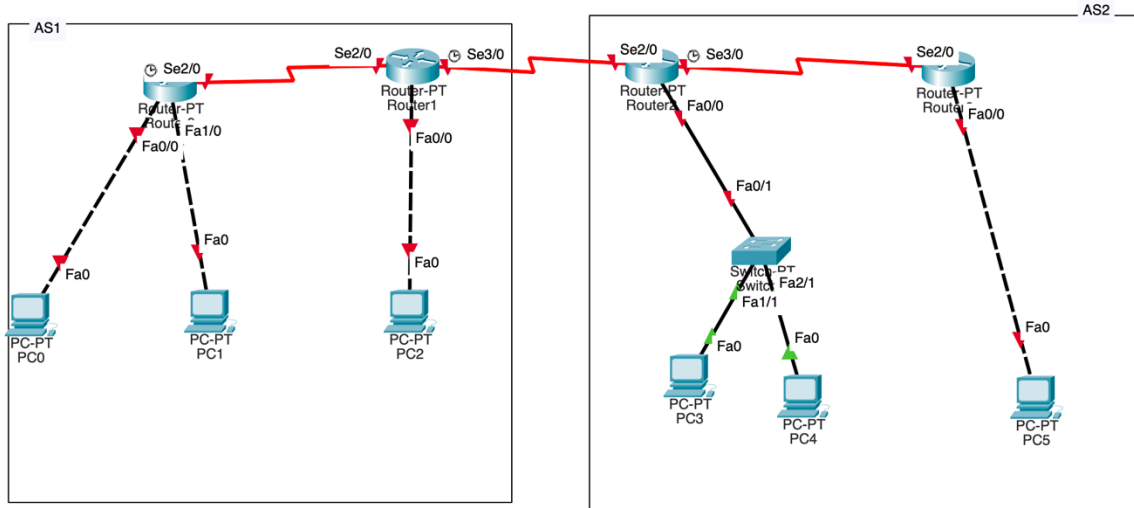 AS1
AS2
Se2/0
Se2/0
Se3/0
Se2/0
Se3/0
Se2/0
Router-PT
Router-PT
Router1
Router-PT
Router-PT
Fa0/0
Fa1/0
Fa0/0
Fa0/0
Fa0/0
Fa0/1
Fa0
Fa0
Fa0
Switch-PT
Fa2/1
Fa1/1
Fa0
Fa0
Fa0
PC-PT
PC0
PC-PT
PC1
PC-PT
PC2
PC-PT
PC3
PC-PT
PC4
PC-PT
PC5